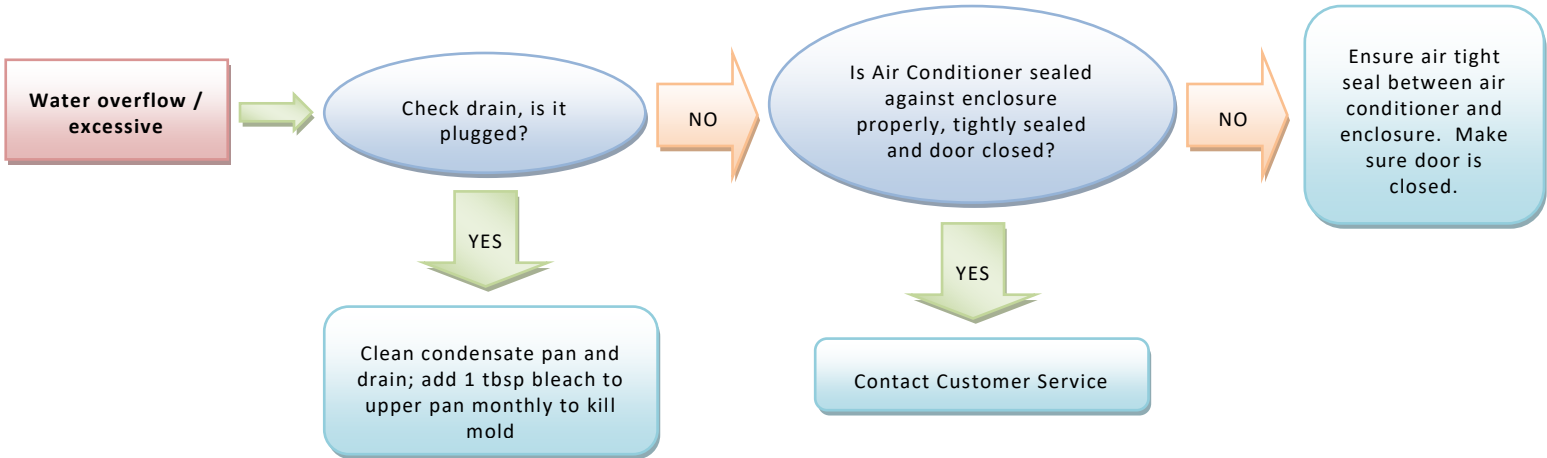 Water overflow /
excessive
Check drain, is it
plugged?
NO
Is Air Conditioner sealed
against enclosure
properly, tightly sealed
and door closed?
NO
Ensure air tight
seal between air
conditioner and
enclosure. Make
sure door is
closed.
YES
YES
Clean condensate pan and
drain; add 1 tbsp bleach to
upper pan monthly to kill
mold
Contact Customer Service